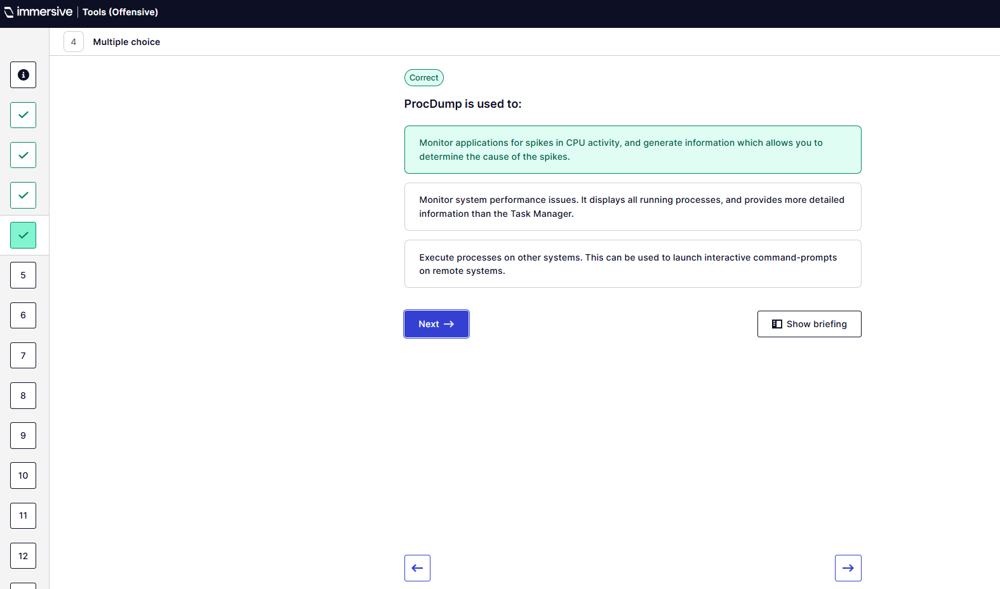 immersive | Tools (Offensive)
4 Multiple choice
Correct
ProcDump is used to:
Monitor applications for spikes in CPU activity, and generate information which allows you to
determine the cause of the spikes.
Monitor system performance issues. It displays all running processes, and provides more detailed
information than the Task Manager.
Execute processes on other systems. This can be used to launch interactive command-prompts
on remote systems.
Next →
Show briefing
5
6
7
8
9
10
11
12